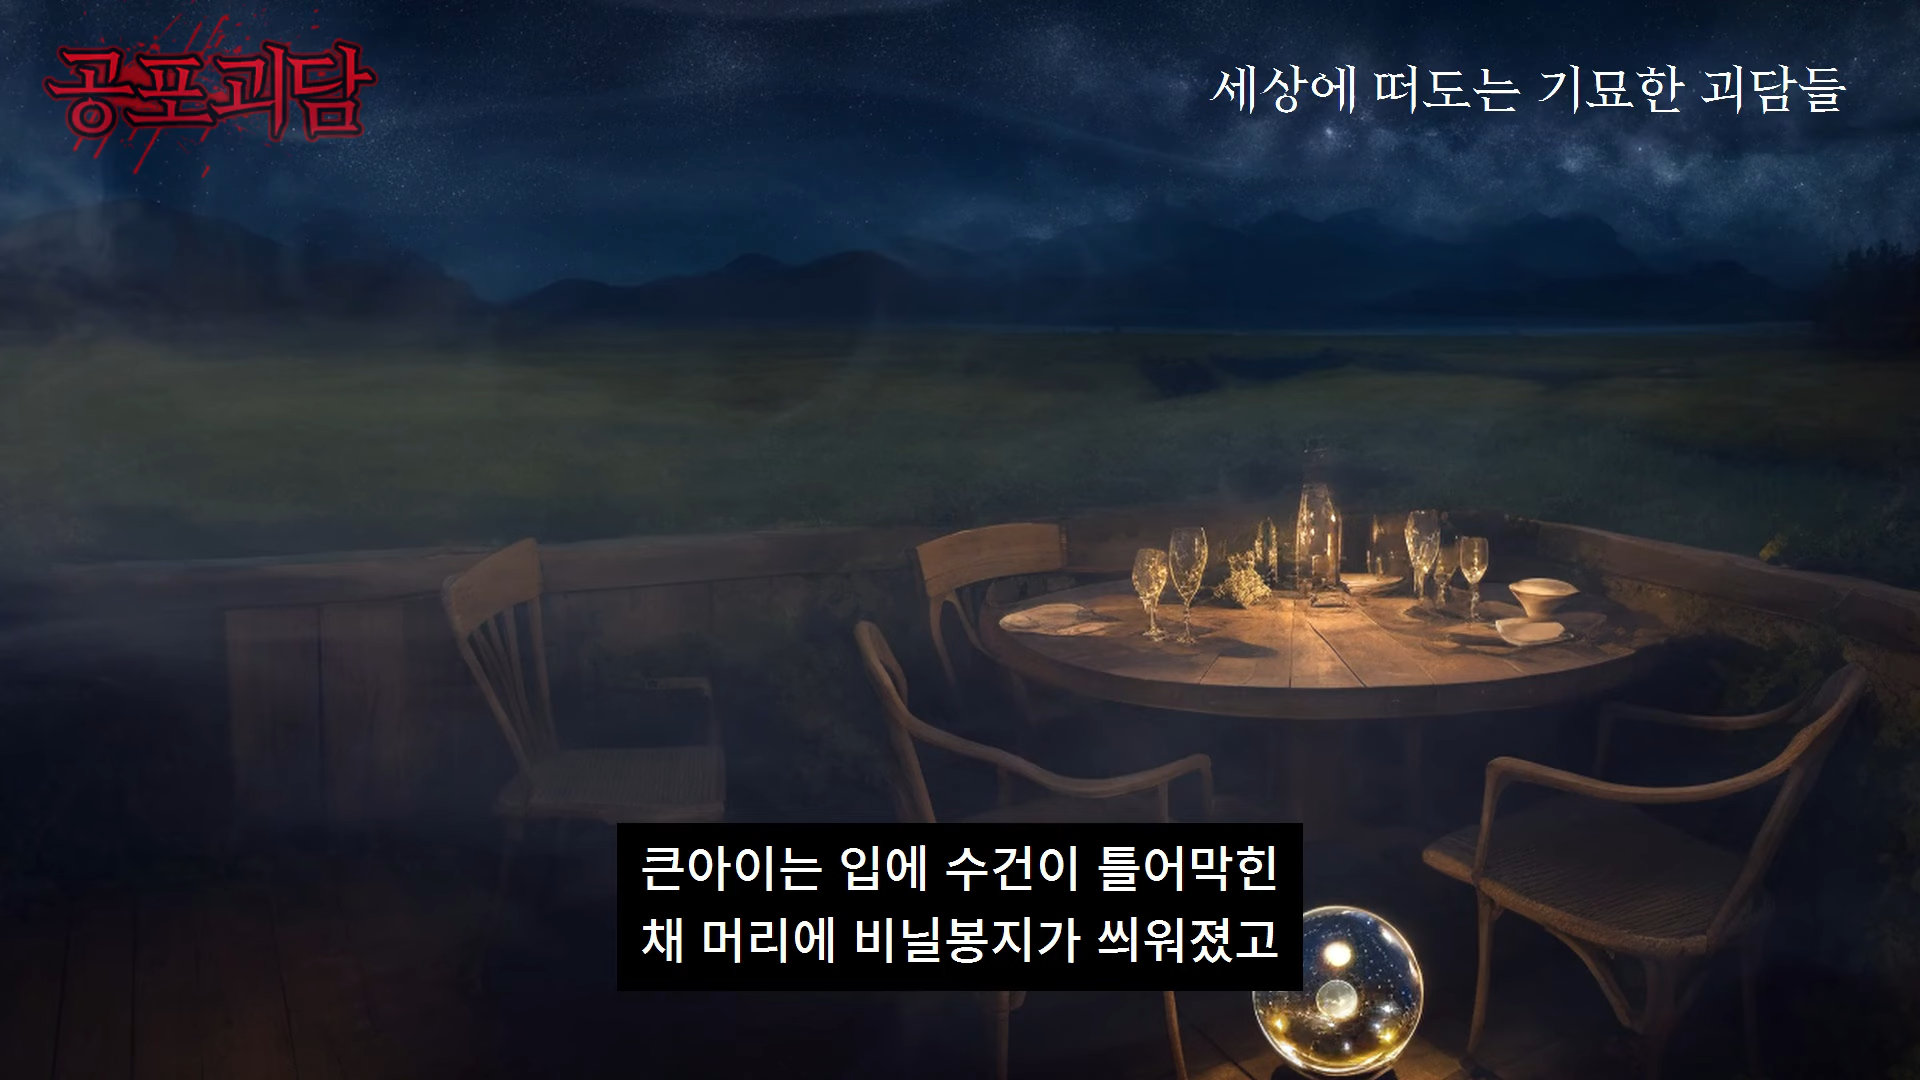 공포괴담
세상에 떠도는 기묘한 괴담들
큰아이는 입에 수건이 틀어막힌
채 머리에 비닐봉지가 씌워졌고